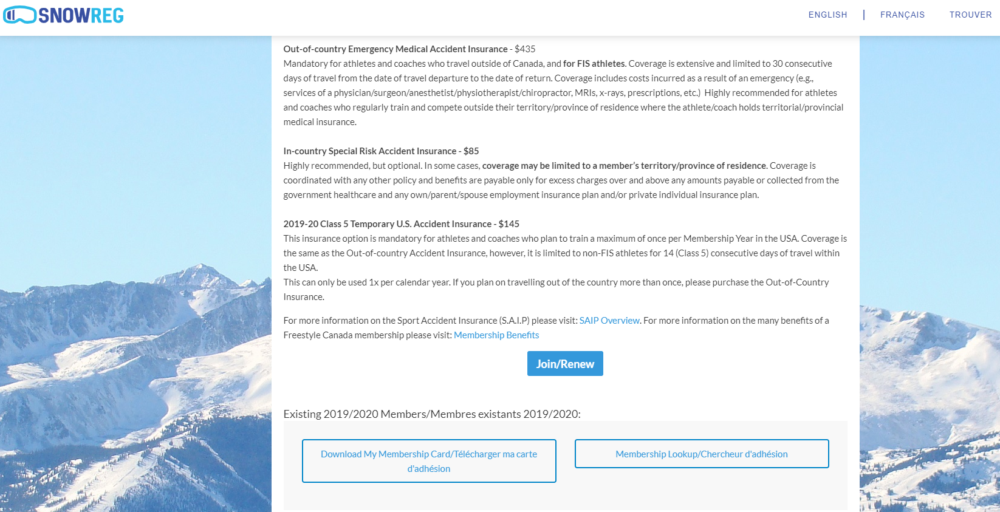 SNOWREG
ENGLISH | FRANÇAIS TROUVER
Out-of-country Emergency Medical Accident Insurance - $435
Mandatory for athletes and coaches who travel outside of Canada, and for FIS athletes. Coverage is extensive and limited to 30 consecutive
days of travel from the date of travel departure to the date of return. Coverage includes costs incurred as a result of an emergency (e.g.,
services of a physician/surgeon/anesthetist/physiotherapist/chiropractor, MRIs, x-rays, prescriptions, etc.)  Highly recommended for athletes
and coaches who regularly train and compete outside their territory/province of residence where the athlete/coach holds territorial/provincial
medical insurance.
In-country Special Risk Accident Insurance - $85
Highly recommended, but optional. In some cases, coverage may be limited to a member’s territory/province of residence. Coverage is
coordinated with any other policy and benefits are payable only for excess charges over and above any amounts payable or collected from the
government healthcare and any own/parent/spouse employment insurance plan and/or private individual insurance plan.
2019-20 Class 5 Temporary U.S. Accident Insurance - $145
This insurance option is mandatory for athletes and coaches who plan to train a maximum of once per Membership Year in the USA. Coverage is
the same as the Out-of-country Accident Insurance, however, it is limited to non-FIS athletes for 14 (Class 5) consecutive days of travel within
the USA.
This can only be used 1x per calendar year. If you plan on travelling out of the country more than once, please purchase the Out-of-Country
Insurance.
For more information on the Sport Accident Insurance (S.A.I.P) please visit: SAIP Overview. For more information on the many benefits of a
Freestyle Canada membership please visit: Membership Benefits
Join/Renew
Existing 2019/2020 Members/Membres existants 2019/2020:
Download My Membership Card/Télécharger ma carte
d'adhésion
Membership Lookup/Chercheur d'adhésion